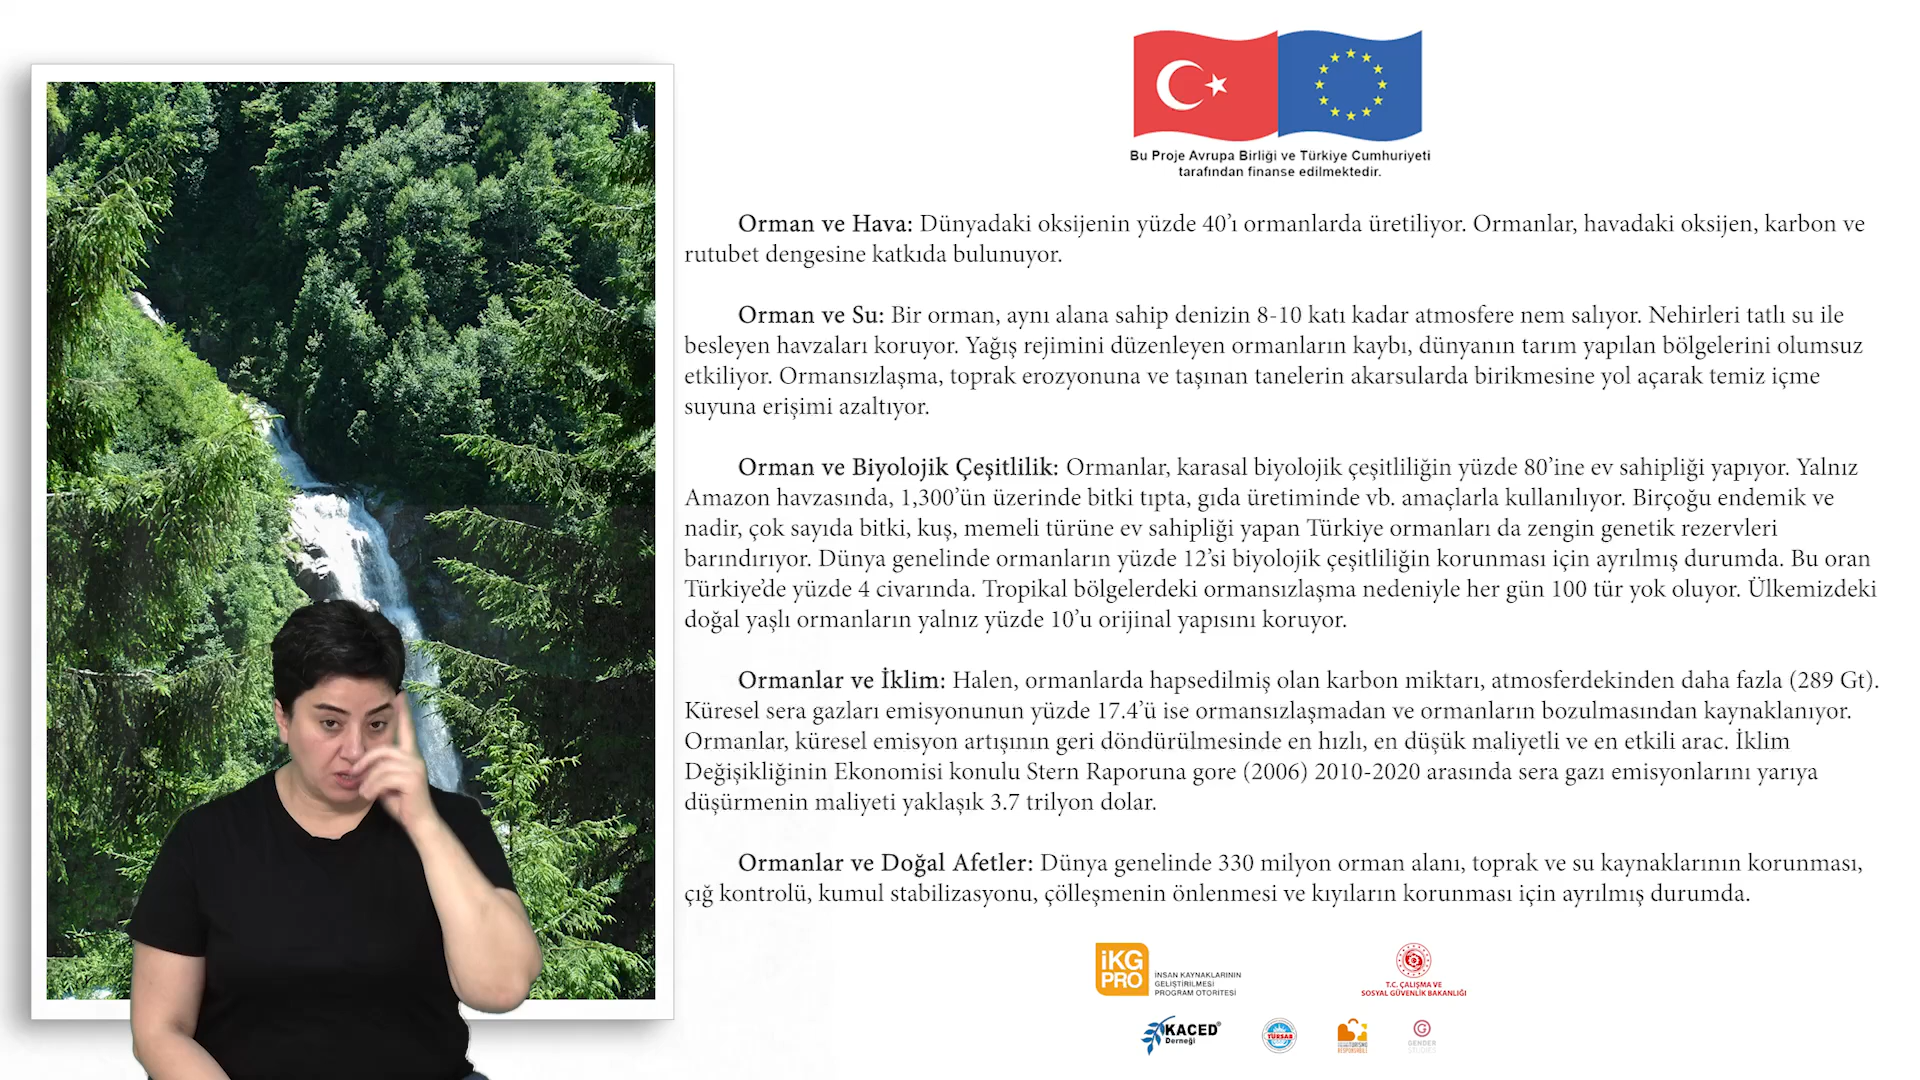 Bu Proje Avrupa Birliği ve Türkiye Cumhuriyeti
tarafından finanse edilmektedir.
Orman ve Hava: Dünyadaki oksijenin yüzde 40’ı ormanlarda üretiliyor. Ormanlar, havadaki oksijen, karbon ve
rutubet dengesine katkıda bulunuyor.
Orman ve Su: Bir orman, aynı alana sahip denizin 8-10 katı kadar atmosfere nem salıyor. Nehirleri tatlı su ile
besleyen havzaları koruyor. Yağış rejimini düzenleyen ormanların kaybı, dünyanın tarım yapılan bölgelerini olumsuz
etkiliyor. Ormansızlaşma, toprak erozyonuna ve taşınan tanelerin akarsularda birikmesine yol açarak temiz içme
suyuna erişimi azaltıyor.
Orman ve Biyolojik Çeşitlilik: Ormanlar, karasal biyolojik çeşitliliğin yüzde 80’ine ev sahipliği yapıyor. Yalnız
Amazon havzasında, 1,300’ün üzerinde bitki tıpta, gıda üretiminde vb. amaçlarla kullanılıyor. Birçoğu endemik ve
nadir, çok sayıda bitki, kuş, memeli türüne ev sahipliği yapan Türkiye ormanları da zengin genetik rezervleri
barındırıyor. Dünya genelinde ormanların yüzde 12’si biyolojik çeşitliliğin korunması için ayrılmış durumda. Bu oran
Türkiye’de yüzde 4 civarında. Tropikal bölgelerdeki ormansızlaşma nedeniyle her gün 100 tür yok oluyor. Ülkemizdeki
doğal yaşlı ormanların yalnız yüzde 10’u orijinal yapısını koruyor.
Ormanlar ve İklim: Halen, ormanlarda hapsedilmiş olan karbon miktarı, atmosferdekinden daha fazla (289 Gt).
Küresel sera gazları emisyonunun yüzde 17.4’ü ise ormansızlaşmadan ve ormanların bozulmasından kaynaklanıyor.
Ormanlar, küresel emisyon artışının geri döndürülmesinde en hızlı, en düşük maliyetli ve en etkili arac. İklim
Değişikliğinin Ekonomisi konulu Stern Raporuna gore (2006) 2010-2020 arasında sera gazı emisyonlarını yarıya
düşürmenin maliyeti yaklaşık 3.7 trilyon dolar.
Ormanlar ve Doğal Afetler: Dünya genelinde 330 milyon orman alanı, toprak ve su kaynaklarının korunması,
çığ kontrolü, kumul stabilizasyonu, çölleşmenin önlenmesi ve kıyıların korunması için ayrılmış durumda.
iKG
PRO
İNSAN KAYNAKLARININ
GELİŞTİRİLMESİ
PROGRAM OTORİTESİ
T.C. ÇALIŞMA VE
SOSYAL GÜVENLİK BAKANLIĞI
KACED
Derneği
TÜRSAB
TURISMO
RESPONSABILE
GENDER
STUDIES